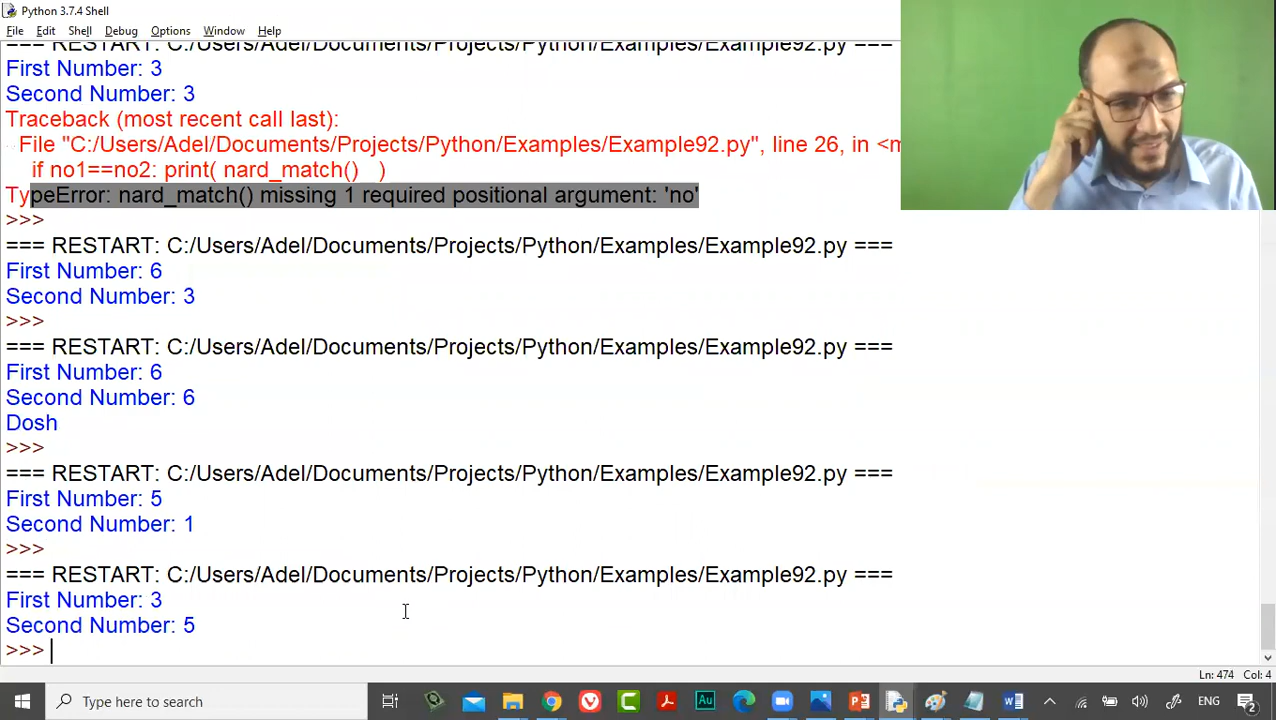 Python 3.7.4 Shell
File Edit Shell Debug Options Window Help
=== RESTART: C:/Users/Adel/Documents/Projects/Python/Examples/Example92.py ===
First Number: 3
Second Number: 3
Traceback (most recent call last):
File "C:/Users/Adel/Documents/Projects/Python/Examples/Example92.py", line 26, in <m
if no1==no2: print( nard_match() )
TypeError: nard_match() missing 1 required positional argument: 'no'
>>>
=== RESTART: C:/Users/Adel/Documents/Projects/Python/Examples/Example92.py ===
First Number: 6
Second Number: 3
>>>
=== RESTART: C:/Users/Adel/Documents/Projects/Python/Examples/Example92.py ===
First Number: 6
Second Number: 6
Dosh
>>>
=== RESTART: C:/Users/Adel/Documents/Projects/Python/Examples/Example92.py ===
First Number: 5
Second Number: 1
>>>
=== RESTART: C:/Users/Adel/Documents/Projects/Python/Examples/Example92.py ===
First Number: 3
Second Number: 5
>>>
Ln: 474 Col: 4
Type here to search
Au
ENG
2